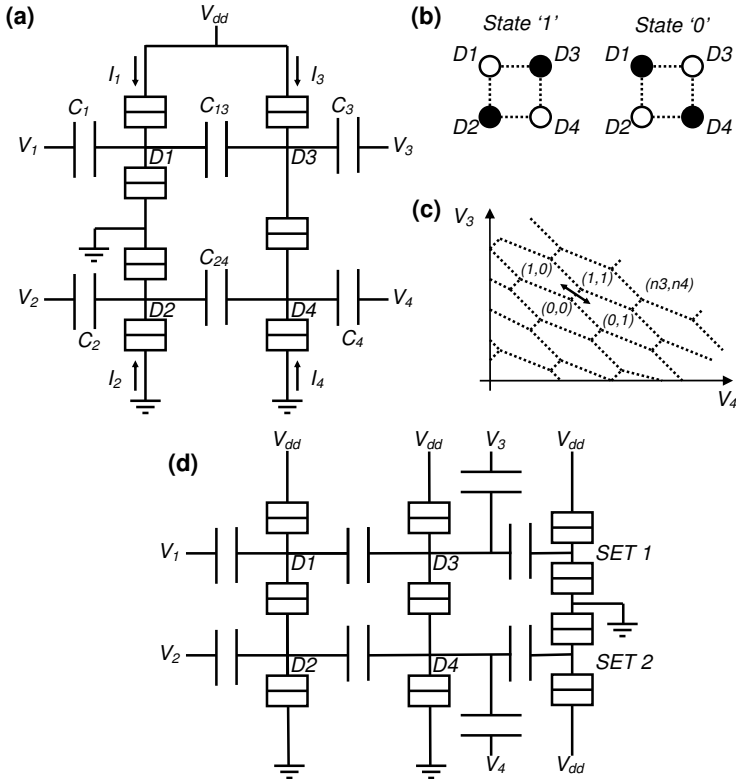 (a)
V_dd
I_1
I_3
C_1
C_13
C_3
V_1
D1
D3
V_3
V_2
C_24
V_4
D2
D4
C_2
C_4
I_2
I_4
(b)
State ‘1’
State ‘0’
D1
D3
D1
D3
D2
D4
D2
D4
(c)
V_3
(1,0)
(1,1)
(n3,n4)
(0,0)
(0,1)
V_4
(d)
V_dd
V_dd
V_3
V_dd
V_1
D1
D3
SET 1
V_2
D2
D4
SET 2
V_4
V_dd